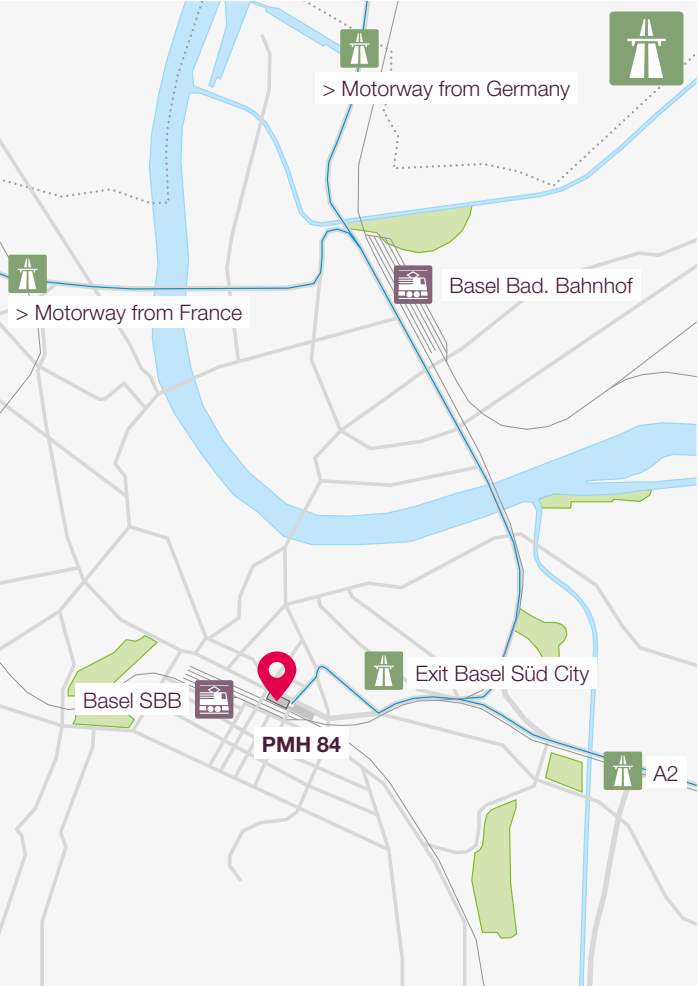 > Motorway from Germany
Basel Bad. Bahnhof
> Motorway from France
Exit Basel Süd City
Basel SBB
PMH 84
A2